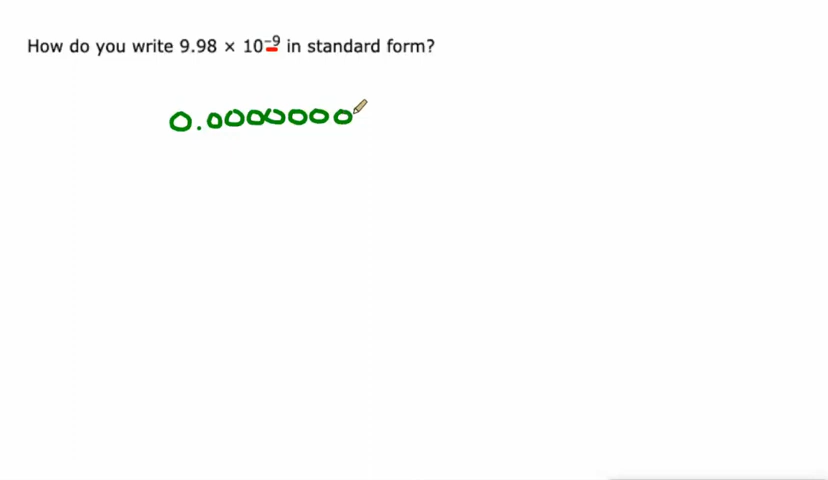 How do you write 9.98 × 10⁻⁹ in standard form?
0.0000000